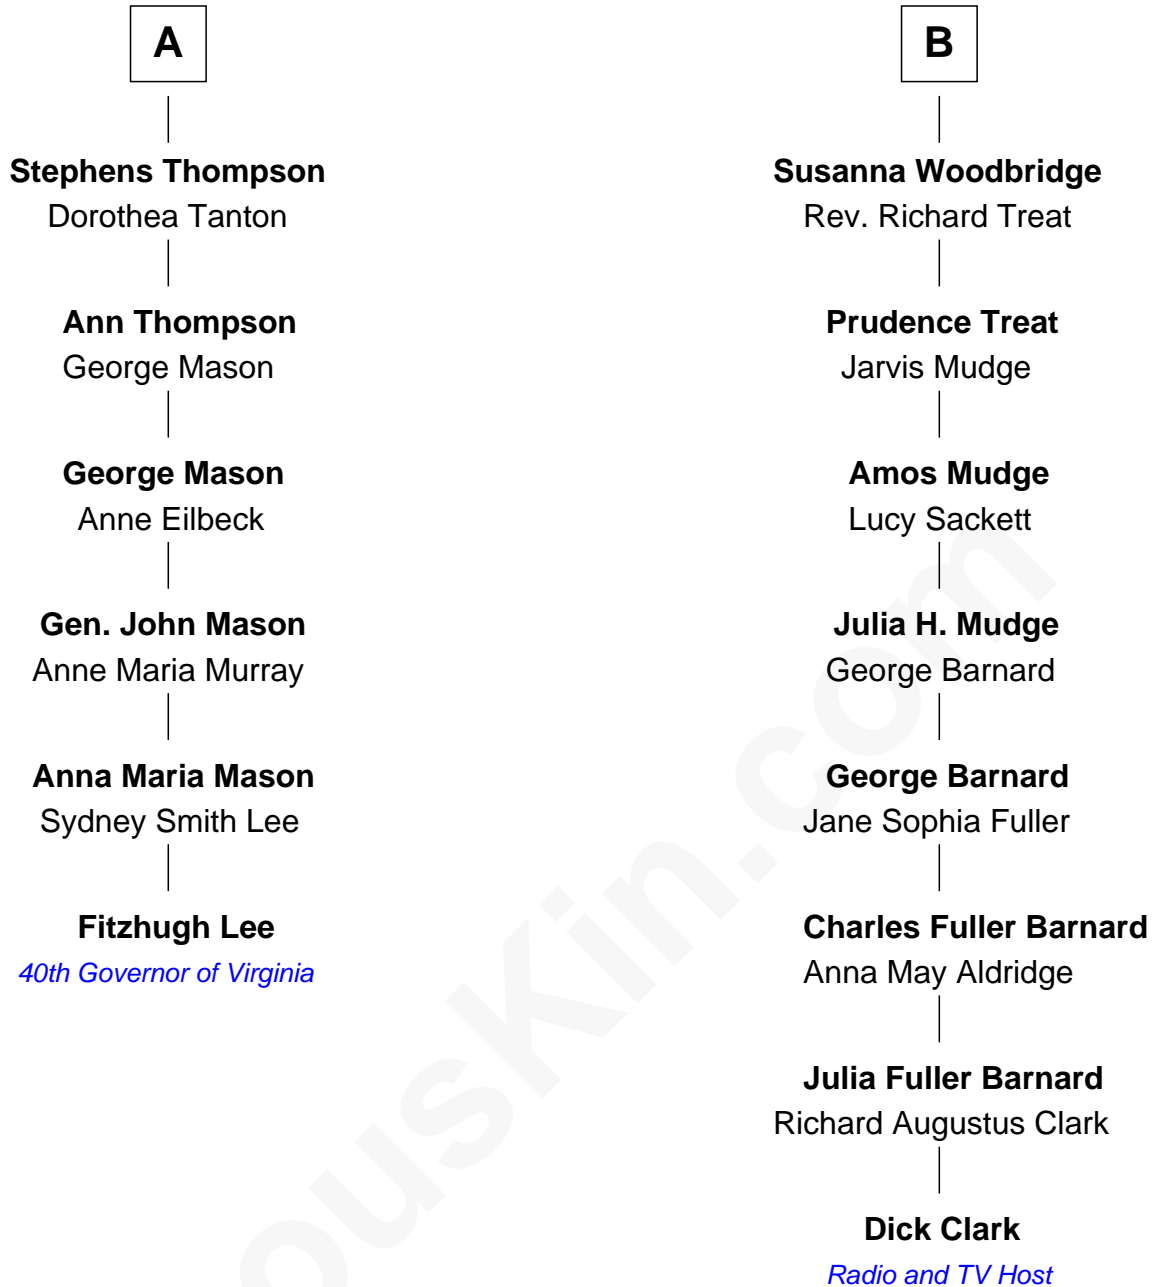 A
Stephens Thompson
Dorothea Tanton
Ann Thompson
George Mason
George Mason
Anne Eilbeck
Gen. John Mason
Anne Maria Murray
Anna Maria Mason
Sydney Smith Lee
Fitzhugh Lee
40th Governor of Virginia
B
Susanna Woodbridge
Rev. Richard Treat
Prudence Treat
Jarvis Mudge
Amos Mudge
Lucy Sackett
Julia H. Mudge
George Barnard
George Barnard
Jane Sophia Fuller
Charles Fuller Barnard
Anna May Aldridge
Julia Fuller Barnard
Richard Augustus Clark
Dick Clark
Radio and TV Host
ousKin.com